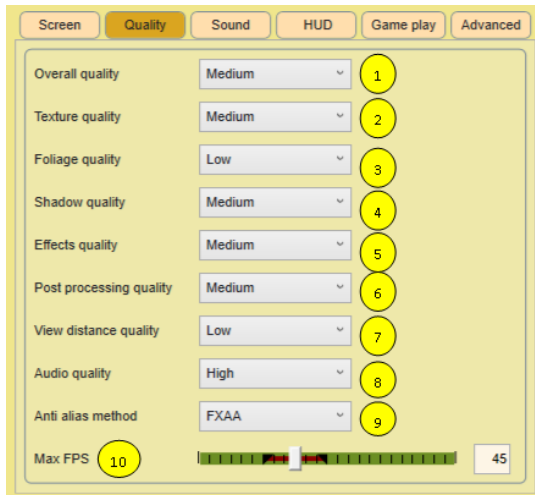 Screen Quality Sound HUD Game play Advanced
Overall quality Medium 1
Texture quality Medium 2
Foliage quality Low 3
Shadow quality Medium 4
Effects quality Medium 5
Post processing quality Medium 6
View distance quality Low 7
Audio quality High 8
Anti alias method FXAA 9
Max FPS 10 45